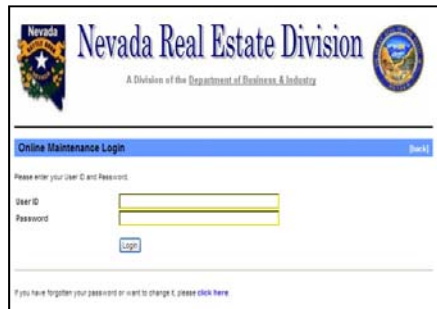 Nevada
Nevada Real Estate Division
A Division of the Department of Business & Industry
Online Maintenance Login
[back]
Please enter your User ID and Password.
User ID
Password
Login
If you have forgotten your password or want to change it, please click here